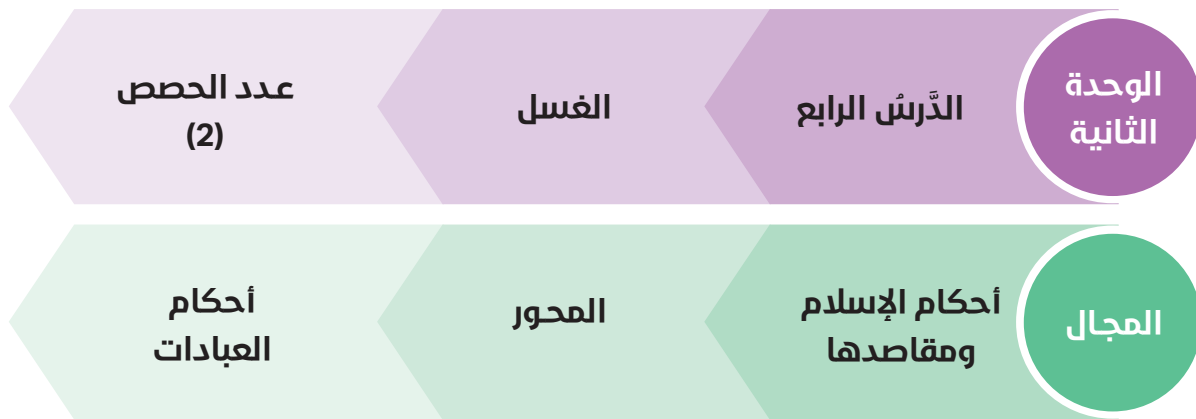 الوحدة
الثانية
الدَّرسُ الرابع
الغسل
عدد الحصص
(2)
المجال
أحكام الإسلام
ومقاصدها
المحور
أحكام
العبادات